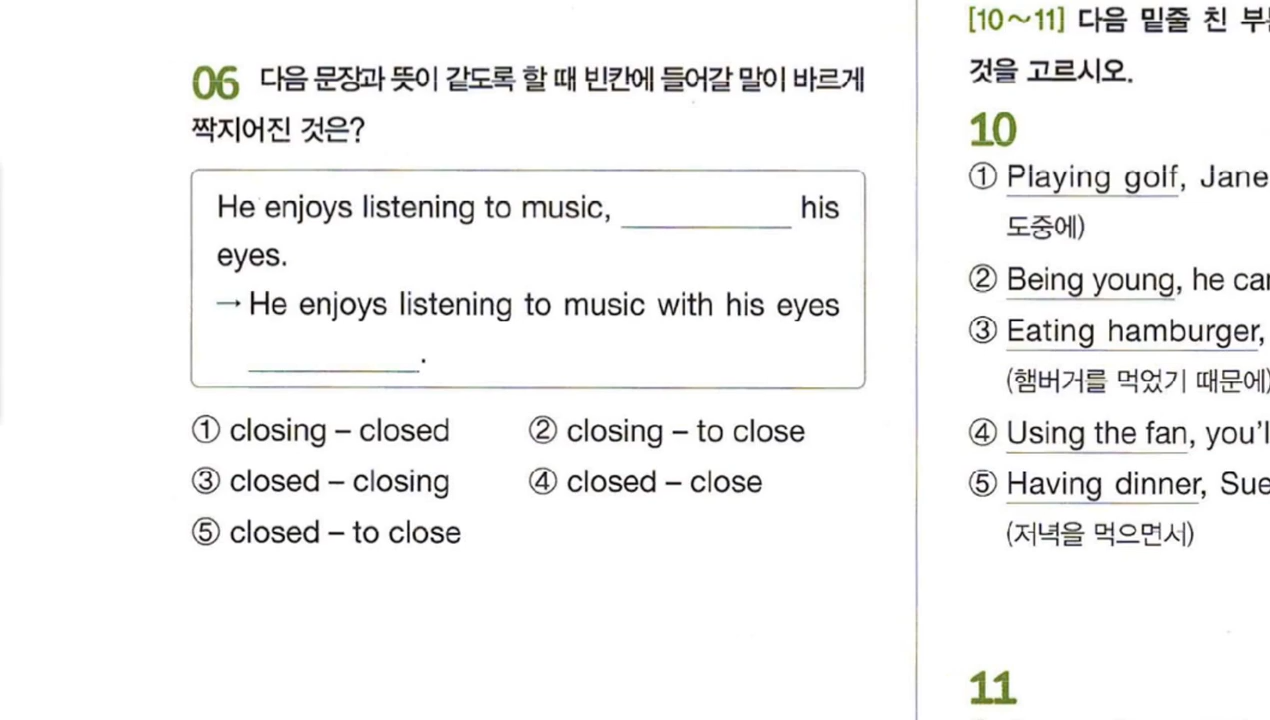 06 다음 문장과 뜻이 같도록 할 때 빈칸에 들어갈 말이 바르게
짝지어진 것은?
He enjoys listening to music, __________ his
eyes.
→ He enjoys listening to music with his eyes
__________.
① closing – closed ② closing – to close
③ closed – closing ④ closed – close
⑤ closed – to close
[10～11] 다음 밑줄 친
것을 고르시오.
10
① Playing golf, Jane
도중에)
② Being young, he
③ Eating hamburger,
(햄버거를 먹었기 때문에)
④ Using the fan, you'l
⑤ Having dinner, Sue
(저녁을 먹으면서)
11